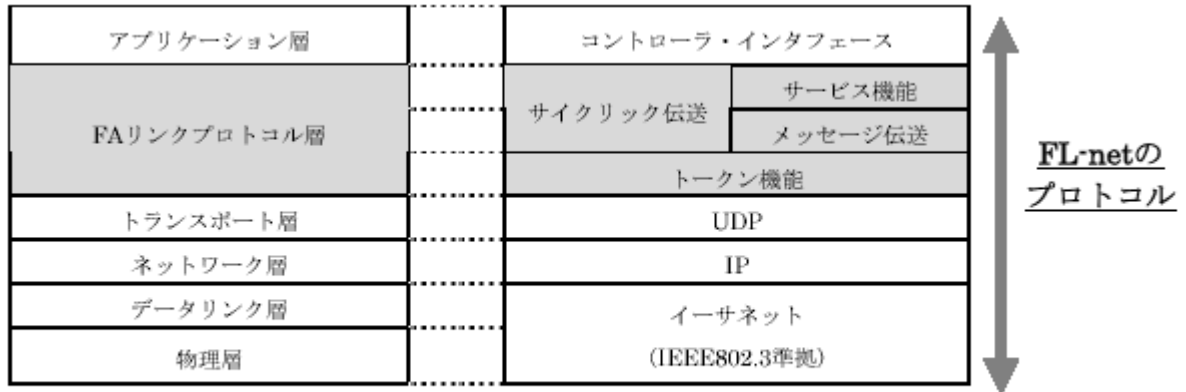 アプリケーション層
FAリンクプロトコル層
トランスポート層
ネットワーク層
データリンク層
物理層
コントローラ・インタフェース
サイクリック伝送
サービス機能
メッセージ伝送
トークン機能
UDP
IP
イーサネット
(IEEE802.3準拠)
FL-netの
プロトコル